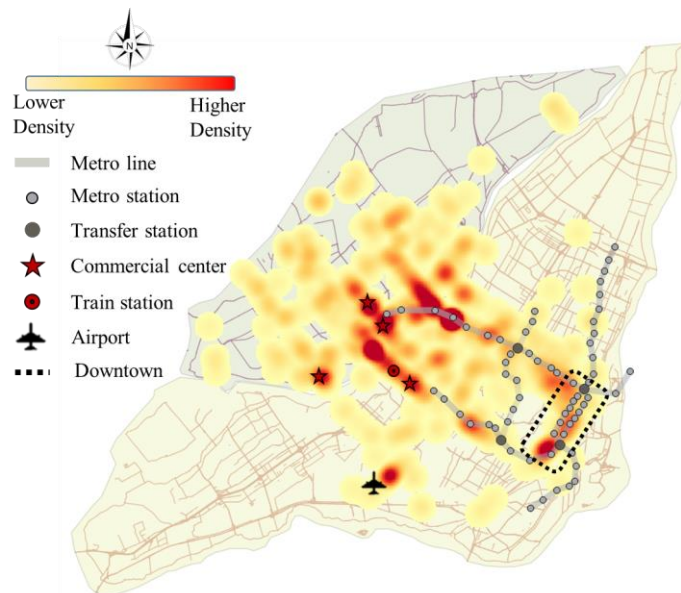 N
Lower
Density
Higher
Density
Metro line
Metro station
Transfer station
Commercial center
Train station
Airport
Downtown